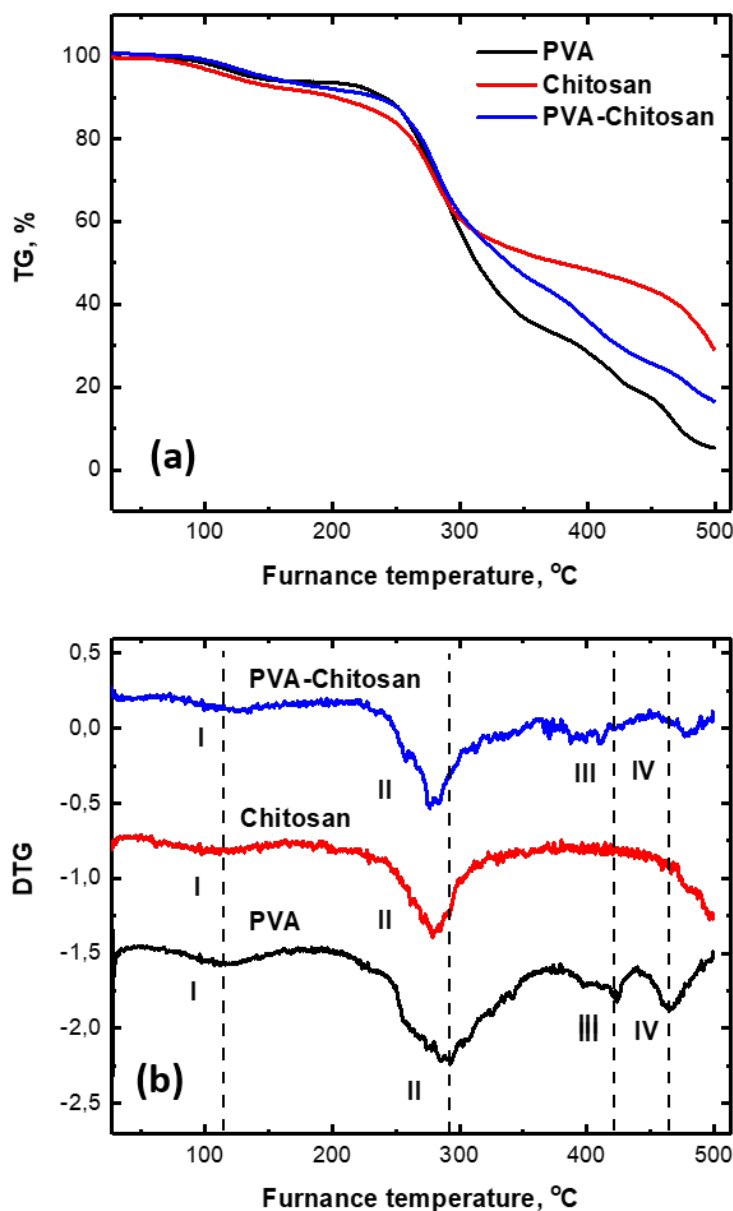 PVA
Chitosan
PVA-Chitosan
100
80
60
40
20
0
TG, %
(a)
100
200
300
400
500
Furnance temperature, °C
0,5
0,0
-0,5
-1,0
-1,5
-2,0
-2,5
DTG
PVA-Chitosan
I
II
III
IV
Chitosan
I
II
PVA
I
II
III
IV
(b)
100
200
300
400
500
Furnance temperature, °C